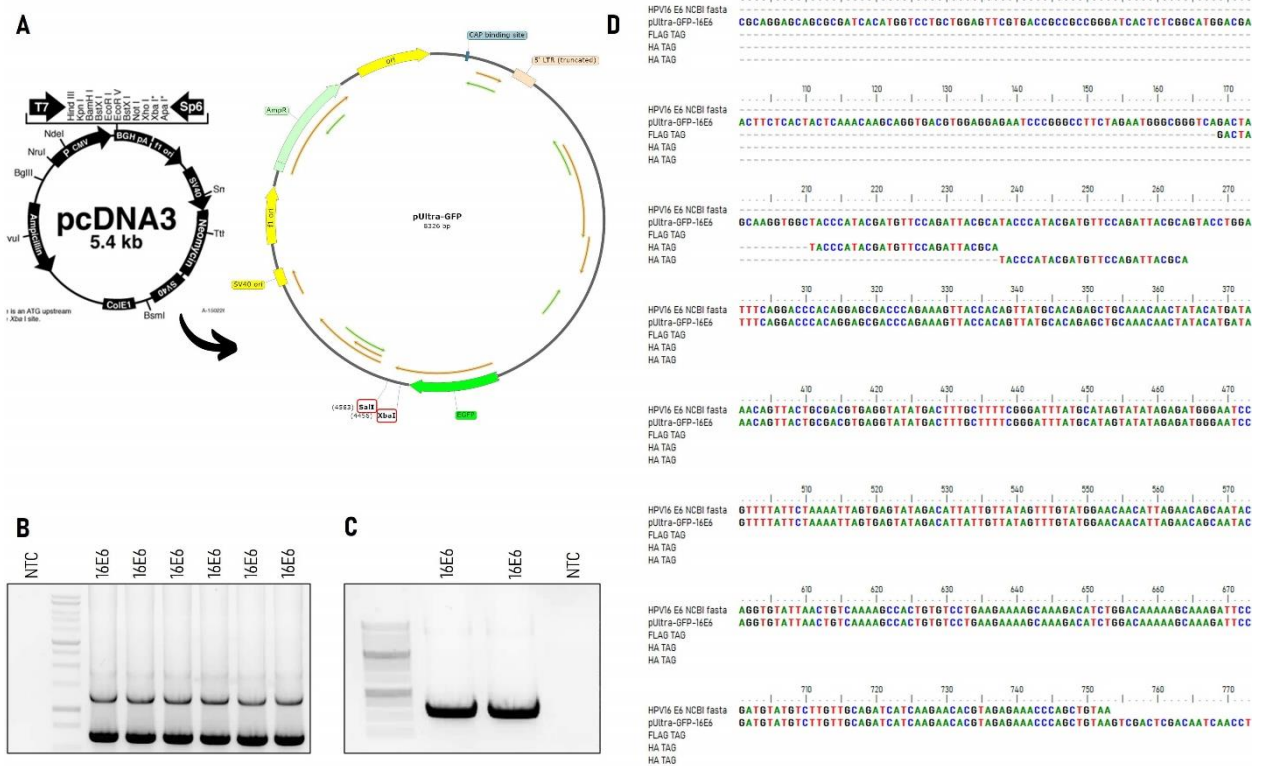 A
T7
Hind III
Kpn I
BamH I
BstX I
EcoR I
EcoR V
BstX I
Not I
Xho I
Xba I*
Apa I*
Sp6
NdeI
NruI
BglII
P CMV
BGH pA
f1 ori
SV40
Neomycin
SV40
ColE1
Ampicillin
BsmI
pcDNA3
5.4 kb
is an ATG upstream
Xba I site.
CAP binding site
5' LTR (truncated)
ori
AmpR
f1 ori
SV40 ori
pUltra-GFP
8326 bp
(4563) SalI
(4456) XbaI
EGFP
B
NTC
16E6
16E6
16E6
16E6
16E6
16E6
C
16E6
16E6
NTC
D
HPV16 E6 NCBI fasta
pUltra-GFP-16E6 CGCAGGAGCAGCGCGATCACATGGTCCTGCTGGAGTTCGTGACCGCCGCCGGGATCACTCTCGGCATGGACGA
FLAG TAG
HA TAG
HA TAG
110 120 130 140 150 160 170
HPV16 E6 NCBI fasta
pUltra-GFP-16E6 ACTTCTCACTACTCAAACAAGCAGGTGACGTGGAGGAGAATCCCGGGCCTTCTAGAATGGGCGGGTCAGACTA
FLAG TAG GACTA
HA TAG
HA TAG
210 220 230 240 250 260 270
HPV16 E6 NCBI fasta
pUltra-GFP-16E6 GCAAGGTGGCTACCCATACGATGTTCCAGATTACGCATACCCATACGATGTTCCAGATTACGCAGTACCTGGA
FLAG TAG
HA TAG TACCCATACGATGTTCCAGATTACGCA
HA TAG TACCCATACGATGTTCCAGATTACGCA
310 320 330 340 350 360 370
HPV16 E6 NCBI fasta TTTCAGGACCCACAGGAGCGACCCAGAAAGTTACCACAGTTATGCACAGAGCTGCAAACAACTATACATGATA
pUltra-GFP-16E6 TTTCAGGACCCACAGGAGCGACCCAGAAAGTTACCACAGTTATGCACAGAGCTGCAAACAACTATACATGATA
FLAG TAG
HA TAG
HA TAG
410 420 430 440 450 460 470
HPV16 E6 NCBI fasta AACAGTTACTGCGACGTGAGGTATATGACTTTGCTTTTCGGGATTTATGCATAGTATATAGAGATGGGAATCC
pUltra-GFP-16E6 AACAGTTACTGCGACGTGAGGTATATGACTTTGCTTTTCGGGATTTATGCATAGTATATAGAGATGGGAATCC
FLAG TAG
HA TAG
HA TAG
510 520 530 540 550 560 570
HPV16 E6 NCBI fasta GTTTTATTCTAAAATTAGTGAGTATAGACATTATTGTTATAGTTTGTATGGAACAACATTAGAACAGCAATAC
pUltra-GFP-16E6 GTTTTATTCTAAAATTAGTGAGTATAGACATTATTGTTATAGTTTGTATGGAACAACATTAGAACAGCAATAC
FLAG TAG
HA TAG
HA TAG
610 620 630 640 650 660 670
HPV16 E6 NCBI fasta AGGTGTATTAACTGTCAAAAGCCACTGTGTCCTGAAGAAAAGCAAAGACATCTGGACAAAAAGCAAAGATTCC
pUltra-GFP-16E6 AGGTGTATTAACTGTCAAAAGCCACTGTGTCCTGAAGAAAAGCAAAGACATCTGGACAAAAAGCAAAGATTCC
FLAG TAG
HA TAG
HA TAG
710 720 730 740 750 760 770
HPV16 E6 NCBI fasta GATGTATGTCTTGTTGCAGATCATCAAGAACACGTAGAGAAACCCAGCTGTAA
pUltra-GFP-16E6 GATGTATGTCTTGTTGCAGATCATCAAGAACACGTAGAGAAACCCAGCTGTAAGTCGACTCGACAATCAACCT
FLAG TAG
HA TAG
HA TAG